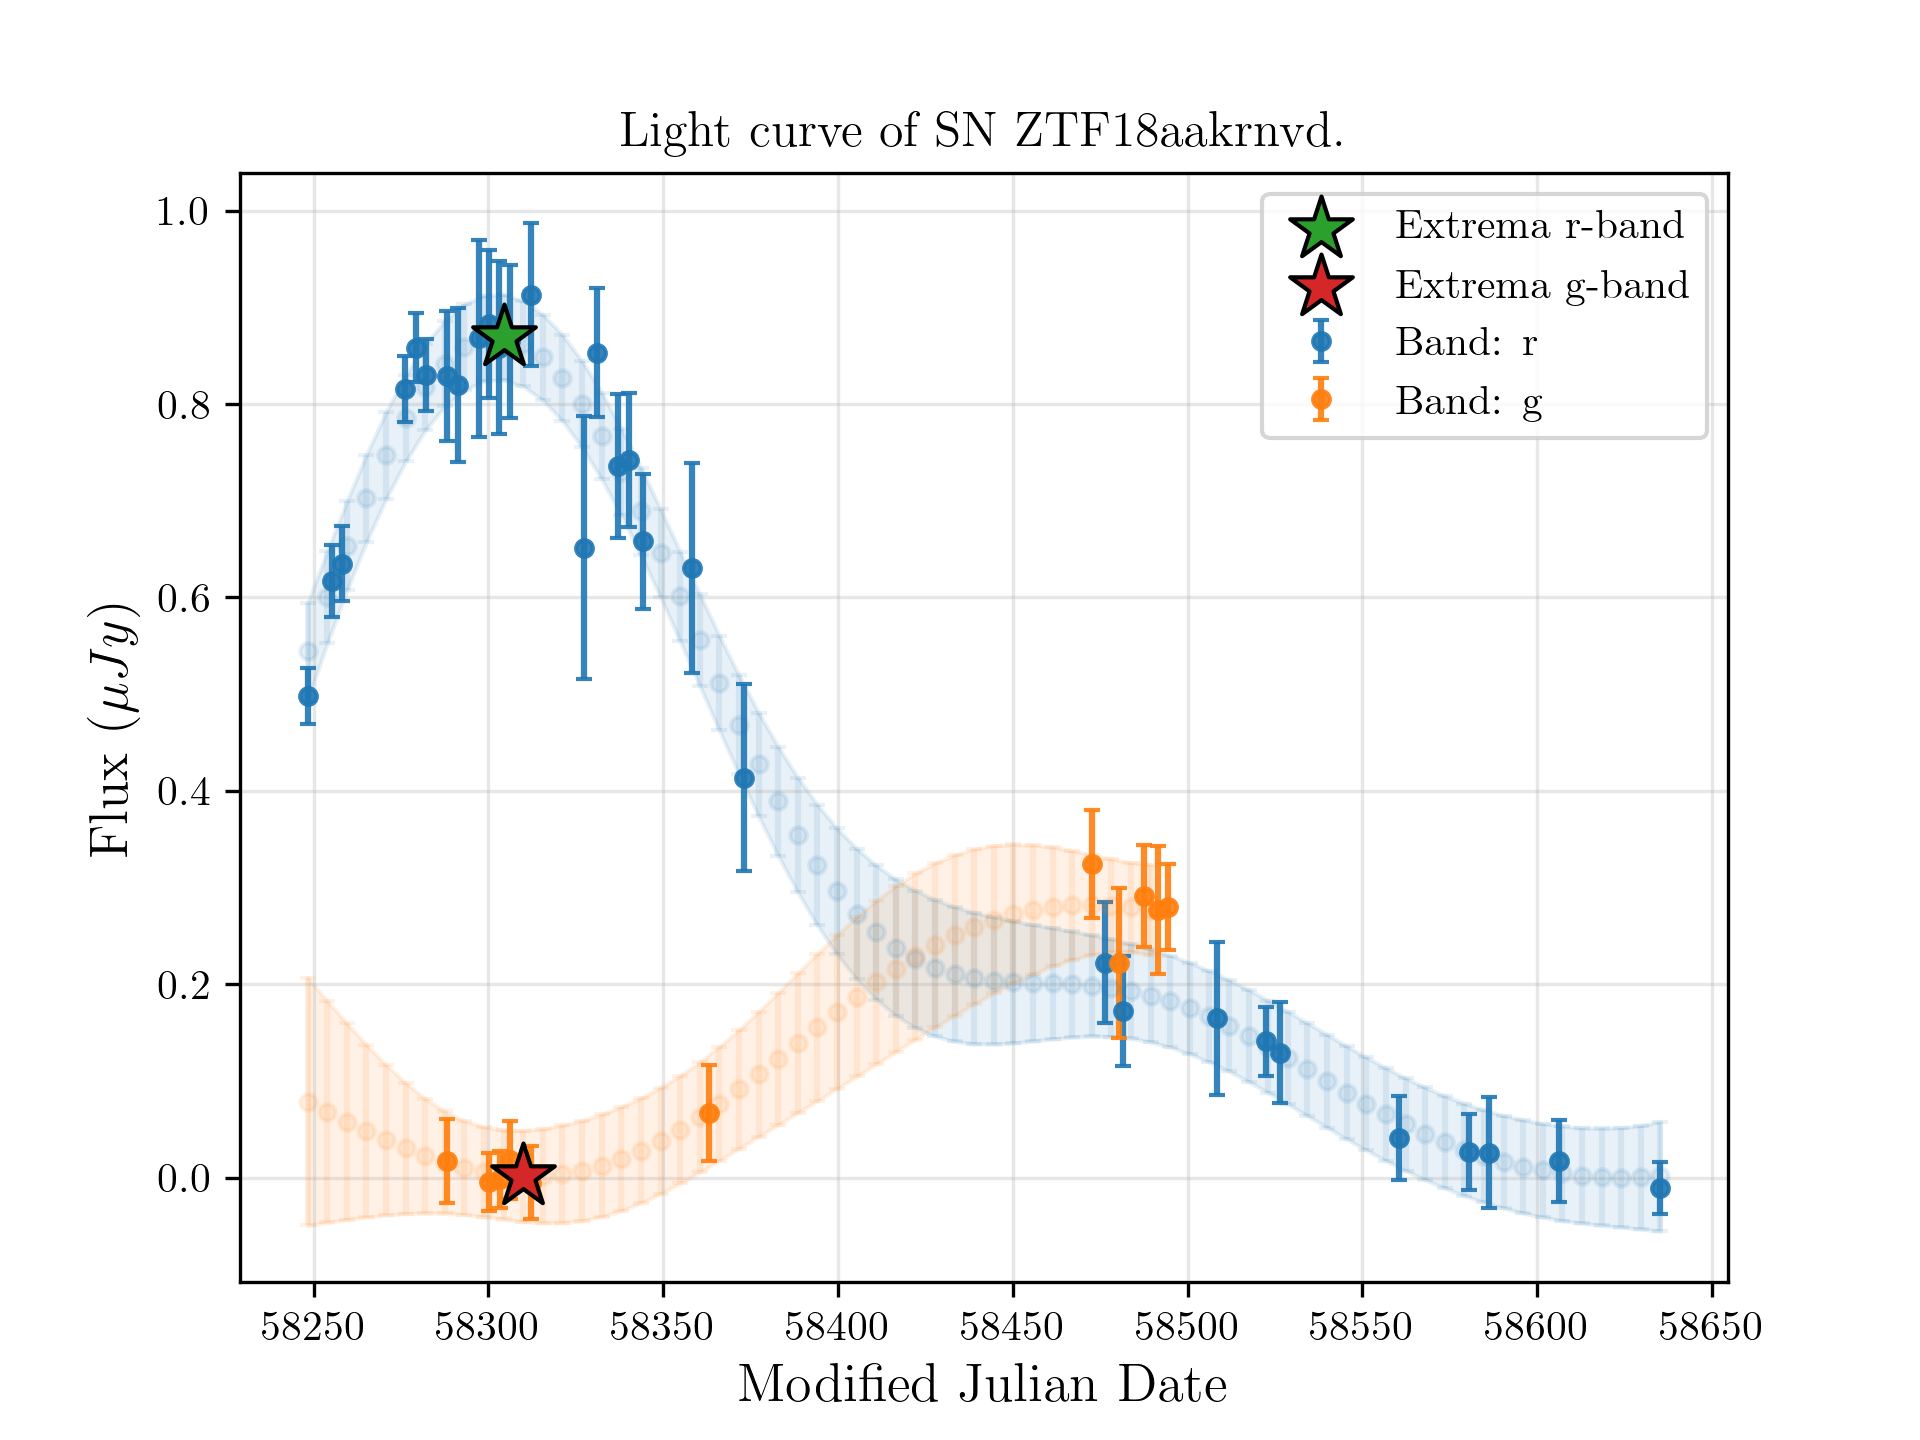 Light curve of SN ZTF18aakrnvd.
Extrema r-band
Extrema g-band
Band: r
Band: g
1.0
0.8
0.6
0.4
0.2
0.0
Flux (μJy)
58250 58300 58350 58400 58450 58500 58550 58600 58650
Modified Julian Date